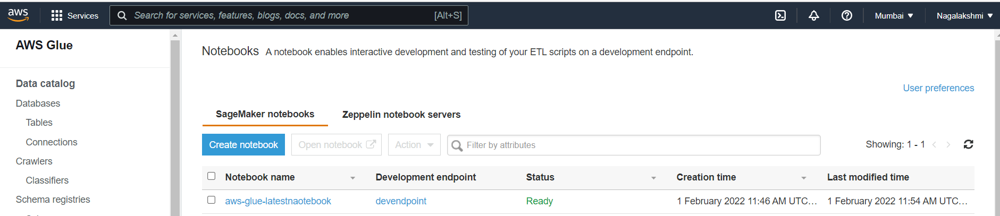 aws Services Search for services, features, blogs, docs, and more [Alt+S] Mumbai ▼ Nagalakshmi ▼
AWS Glue
Data catalog
Databases
Tables
Connections
Crawlers
Classifiers
Schema registries
Notebooks A notebook enables interactive development and testing of your ETL scripts on a development endpoint.
User preferences
SageMaker notebooks Zeppelin notebook servers
Create notebook Open notebook Action Filter by attributes Showing: 1 - 1
Notebook name Development endpoint Status Creation time Last modified time
aws-glue-latestnaotebook devendpoint Ready 1 February 2022 11:46 AM UTC... 1 February 2022 11:54 AM UTC...